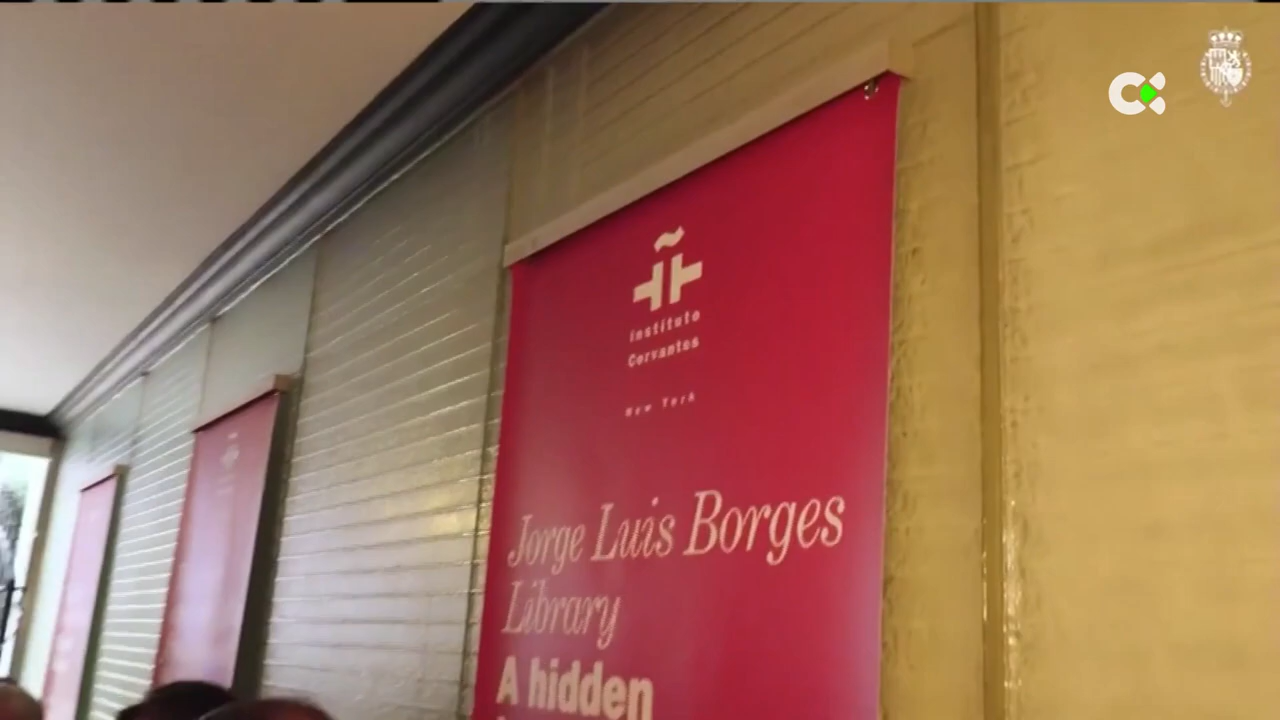 Instituto
Cervantes
New York
Jorge Luis Borges
Library
A hidden